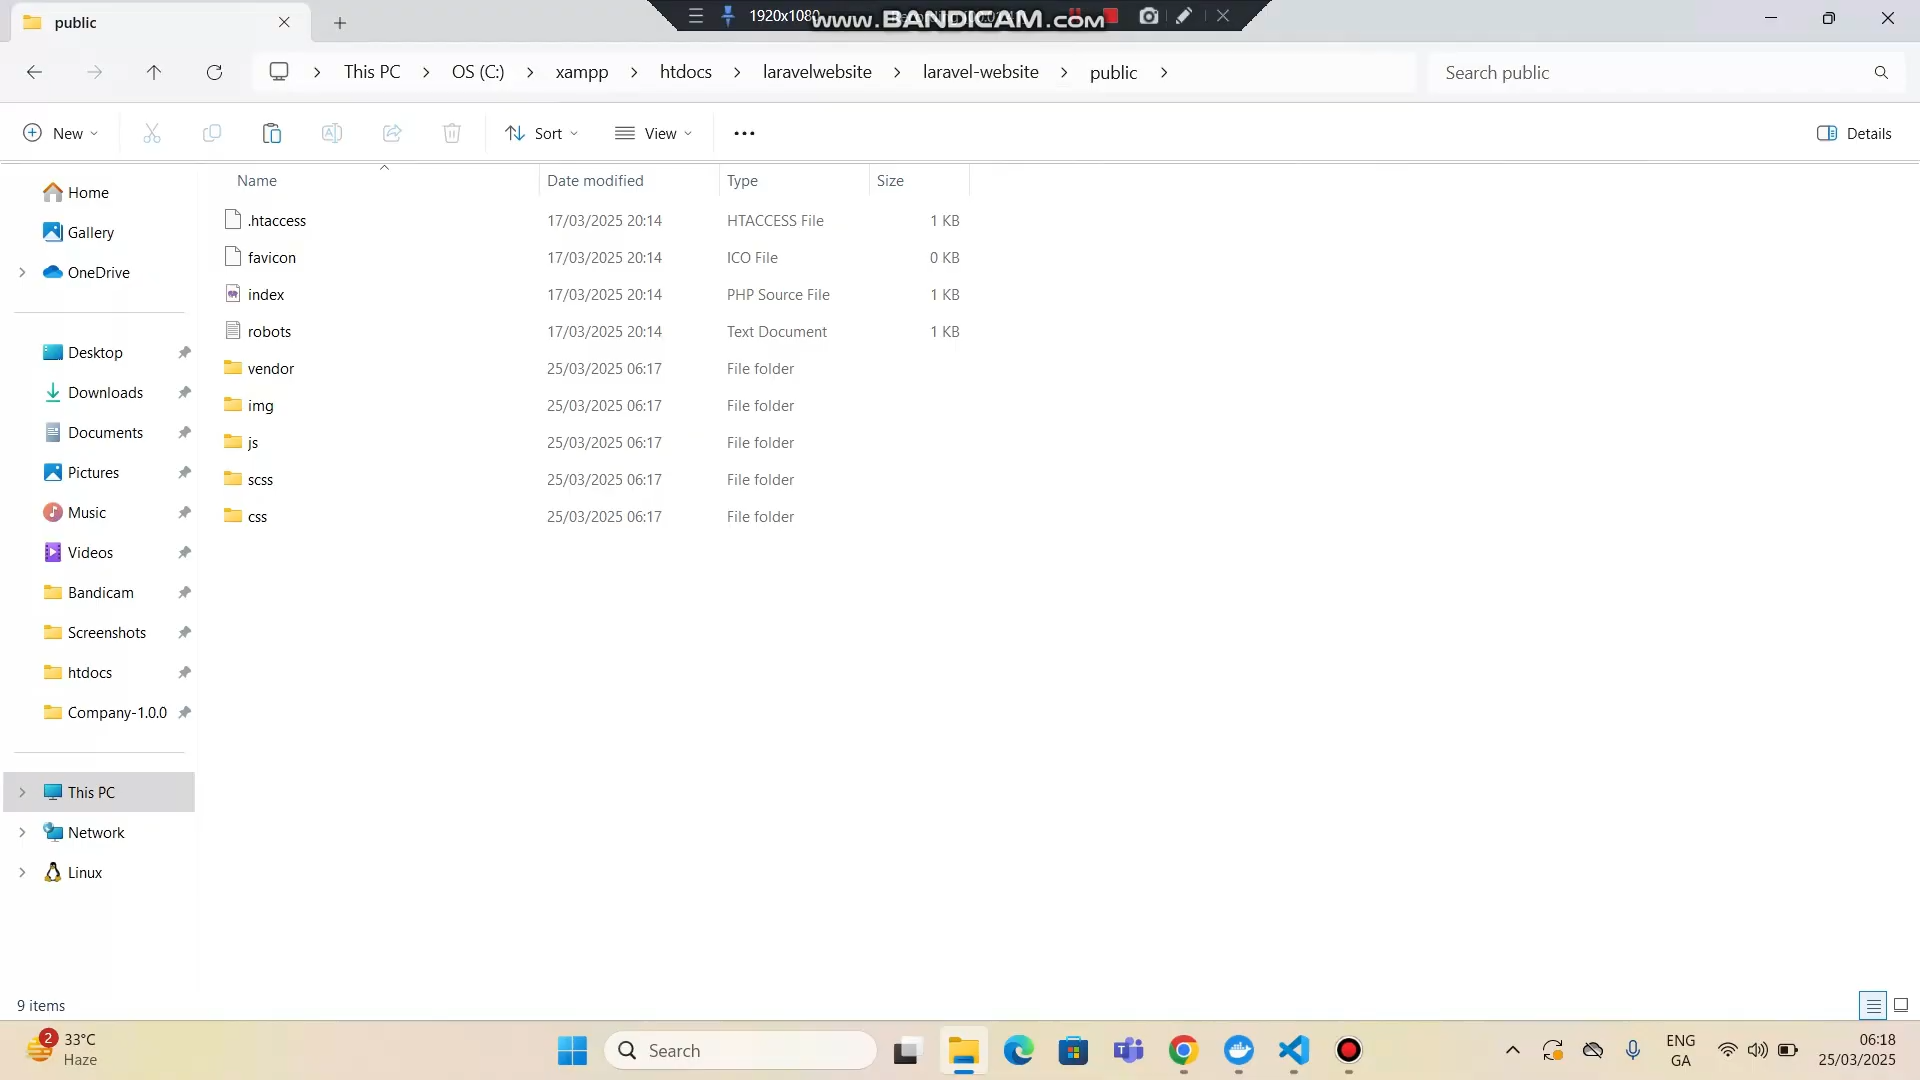 public
1920x1080
www.BANDICAM.com
This PC
OS (C:)
xampp
htdocs
laravelwebsite
laravel-website
public
Search public
New
Sort
View
Details
Name
Date modified
Type
Size
.htaccess 17/03/2025 20:14 HTACCESS File 1 KB
favicon 17/03/2025 20:14 ICO File 0 KB
index 17/03/2025 20:14 PHP Source File 1 KB
robots 17/03/2025 20:14 Text Document 1 KB
vendor 25/03/2025 06:17 File folder
img 25/03/2025 06:17 File folder
js 25/03/2025 06:17 File folder
scss 25/03/2025 06:17 File folder
css 25/03/2025 06:17 File folder
Home
Gallery
OneDrive
Desktop
Downloads
Documents
Pictures
Music
Videos
Bandicam
Screenshots
htdocs
Company-1.0.0
This PC
Network
Linux
9 items
2
33°C
Haze
Search
ENG
GA
06:18
25/03/2025